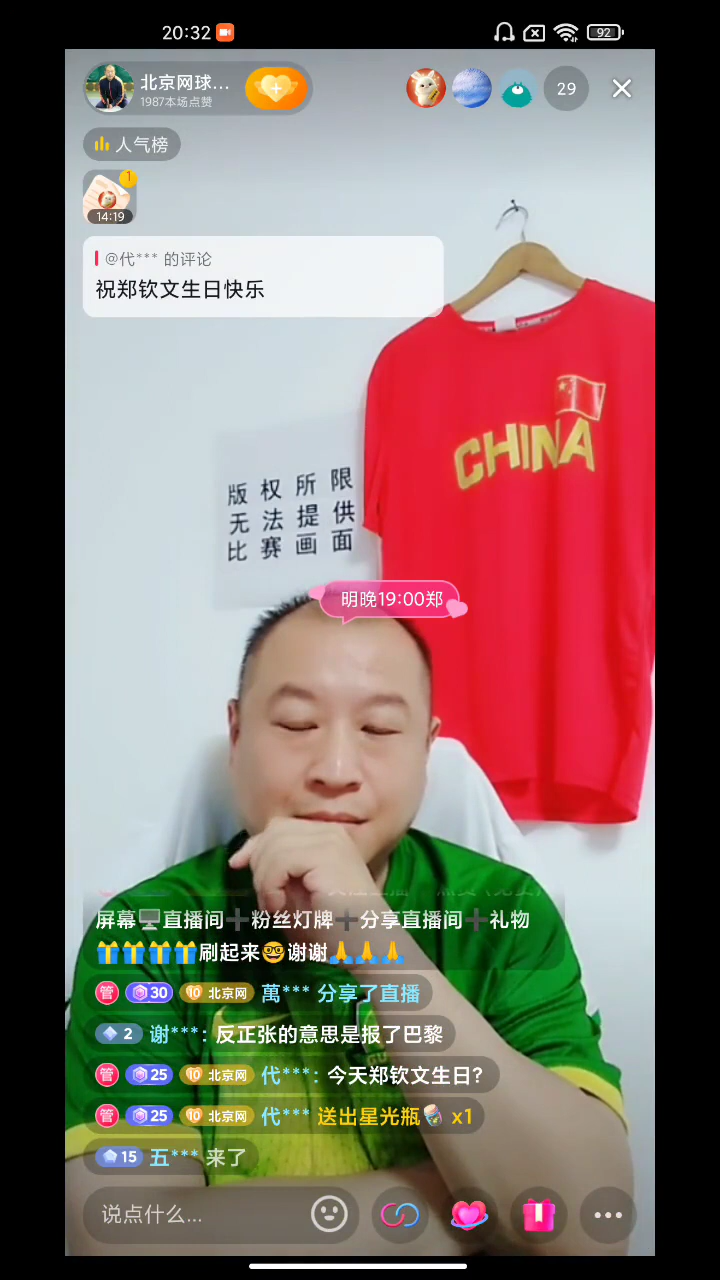 20:32
92
北京网球...
1987本场点赞
29
人气榜
1
14:19
@代*** 的评论
祝郑钦文生日快乐
CHINA
版权所限
无法提供
比赛画面
明晚19:00郑
屏幕🖥直播间➕粉丝灯牌➕分享直播间➕礼物
🎁🎁🎁🎁刷起来🤓谢谢🙏🙏🙏
管 30 10 北京网 萬*** 分享了直播
2 谢***: 反正张的意思是报了巴黎
管 25 10 北京网 代***: 今天郑钦文生日?
管 25 10 北京网 代*** 送出星光瓶 x1
15 五*** 来了
说点什么...